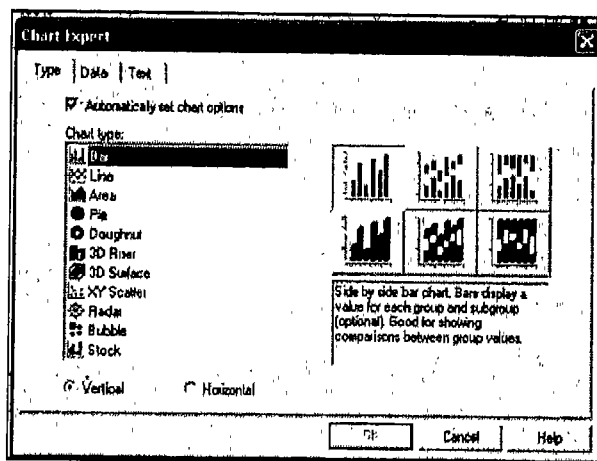 Chart Expert
Type Data Text
Automatically set chart options
Chart type:
Bar
Line
Area
Pie
Doughnut
3D Riser
3D Surface
XY Scatter
Radar
Bubble
Stock
Side by side bar chart. Bars display a
value for each group and subgroup
(optional). Good for showing
comparisons between group values.
Vertical Horizontal
OK Cancel Help